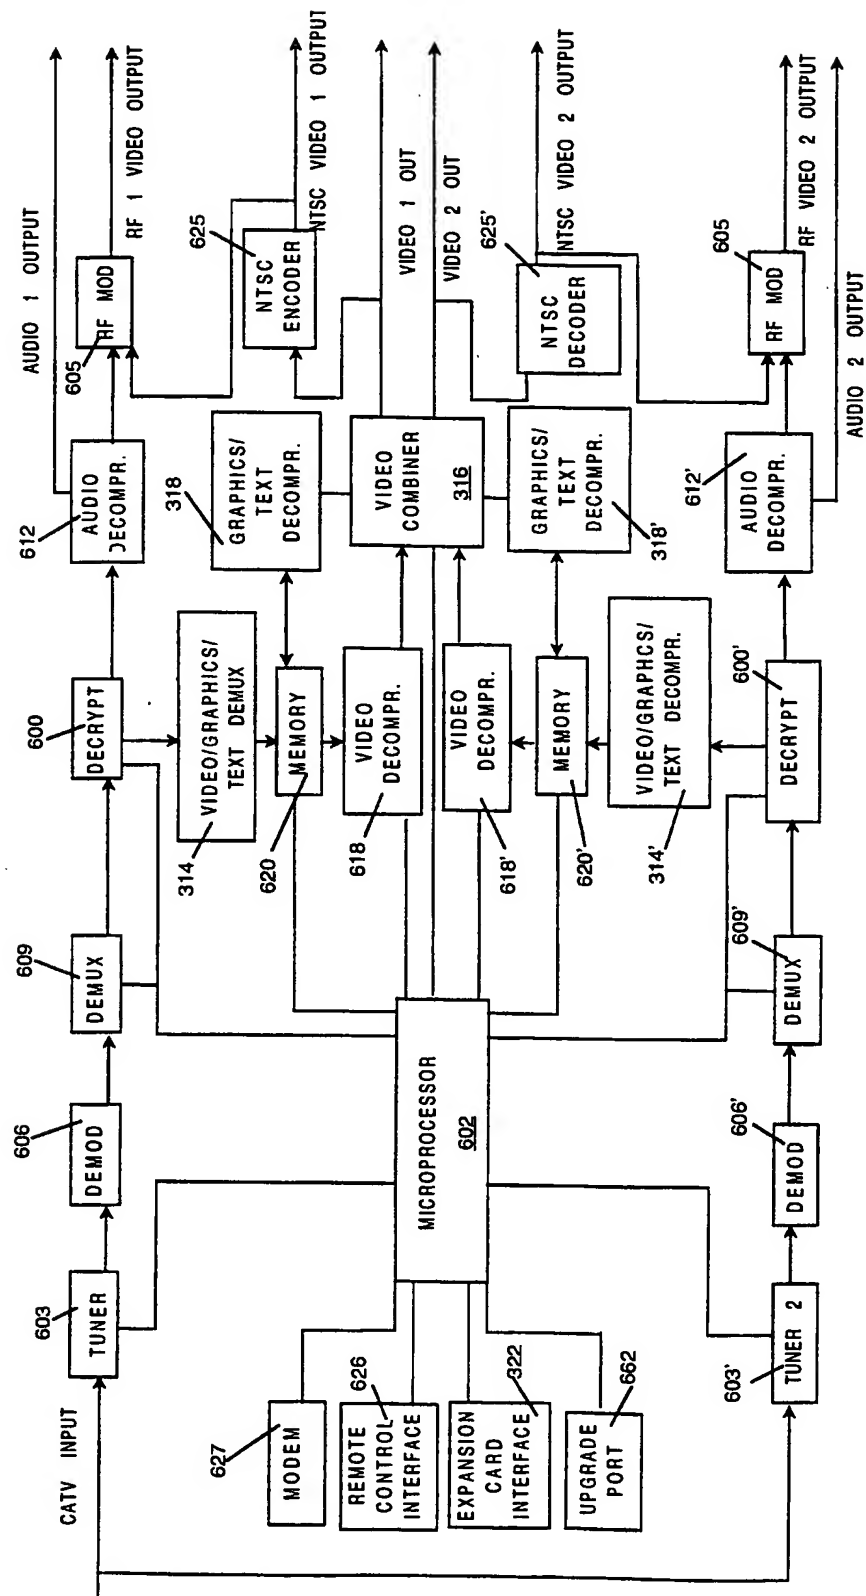 CATV INPUT
603
TUNER
606
DEMOD
609
DEMUX
600
DECRYPT
612
AUDIO
DECOMPR.
605
RF MOD
AUDIO 1 OUTPUT
RF 1 VIDEO OUTPUT
314
VIDEO/GRAPHICS/
TEXT DEMUX
318
GRAPHICS/
TEXT
DECOMPR.
625
NTSC
ENCODER
NTSC VIDEO 1 OUTPUT
620
MEMORY
618
VIDEO
DECOMPR.
VIDEO
COMBINER
316
VIDEO 1 OUT
VIDEO 2 OUT
627
MODEM
626
REMOTE
CONTROL
INTERFACE
322
EXPANSION
CARD
INTERFACE
662
UPGRADE
PORT
MICROPROCESSOR
602
618'
VIDEO
DECOMPR.
620'
MEMORY
318'
GRAPHICS/
TEXT
DECOMPR.
625'
NTSC
DECODER
NTSC VIDEO 2 OUTPUT
314'
VIDEO/GRAPHCS/
TEXT DECOMPR.
603'
TUNER 2
606'
DEMOD
609'
DEMUX
600'
DECRYPT
612'
AUDIO
DECOMPR.
605
RF MOD
RF VIDEO 2 OUTPUT
AUDIO 2 OUTPUT